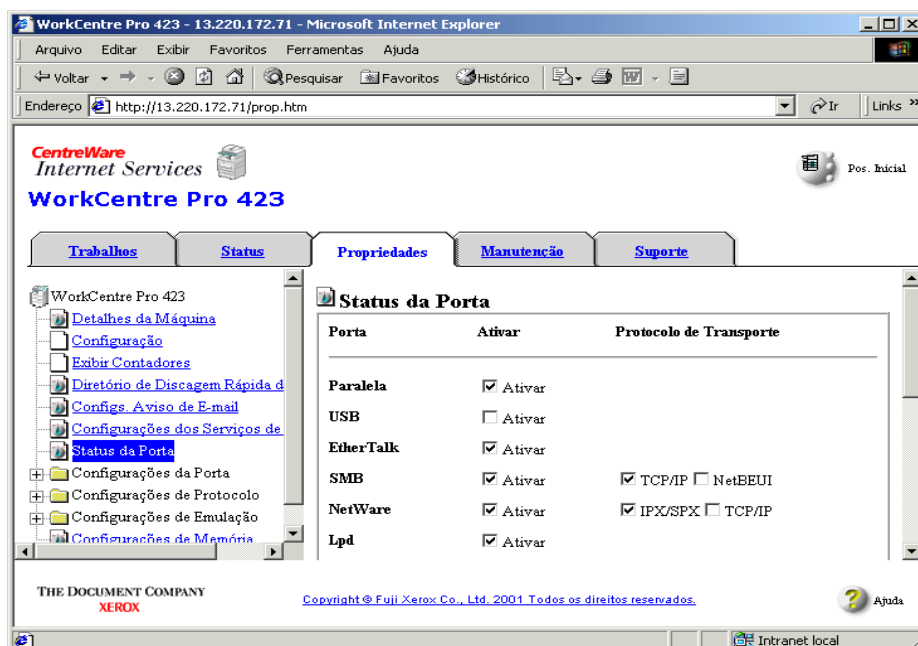 WorkCentre Pro 423 - 13.220.172.71 - Microsoft Internet Explorer
Arquivo Editar Exibir Favoritos Ferramentas Ajuda
Voltar Pesquisar Favoritos Histórico
Endereço http://13.220.172.71/prop.htm Ir Links »
CentreWare
Internet Services
Pos. Inicial
WorkCentre Pro 423
Trabalhos Status Propriedades Manutenção Suporte
WorkCentre Pro 423
Detalhes da Máquina
Configuração
Exibir Contadores
Diretório de Discagem Rápida d
Configs. Aviso de E-mail
Configurações dos Serviços de
Status da Porta
Configurações da Porta
Configurações de Protocolo
Configurações de Emulação
Configurações de Memória
Status da Porta
Porta Ativar Protocolo de Transporte
Paralela Ativar
USB Ativar
EtherTalk Ativar
SMB Ativar TCP/IP NetBEUI
NetWare Ativar IPX/SPX TCP/IP
Lpd Ativar
THE DOCUMENT COMPANY
XEROX
Copyright © Fuji Xerox Co., Ltd. 2001 Todos os direitos reservados.
Ajuda
Intranet local